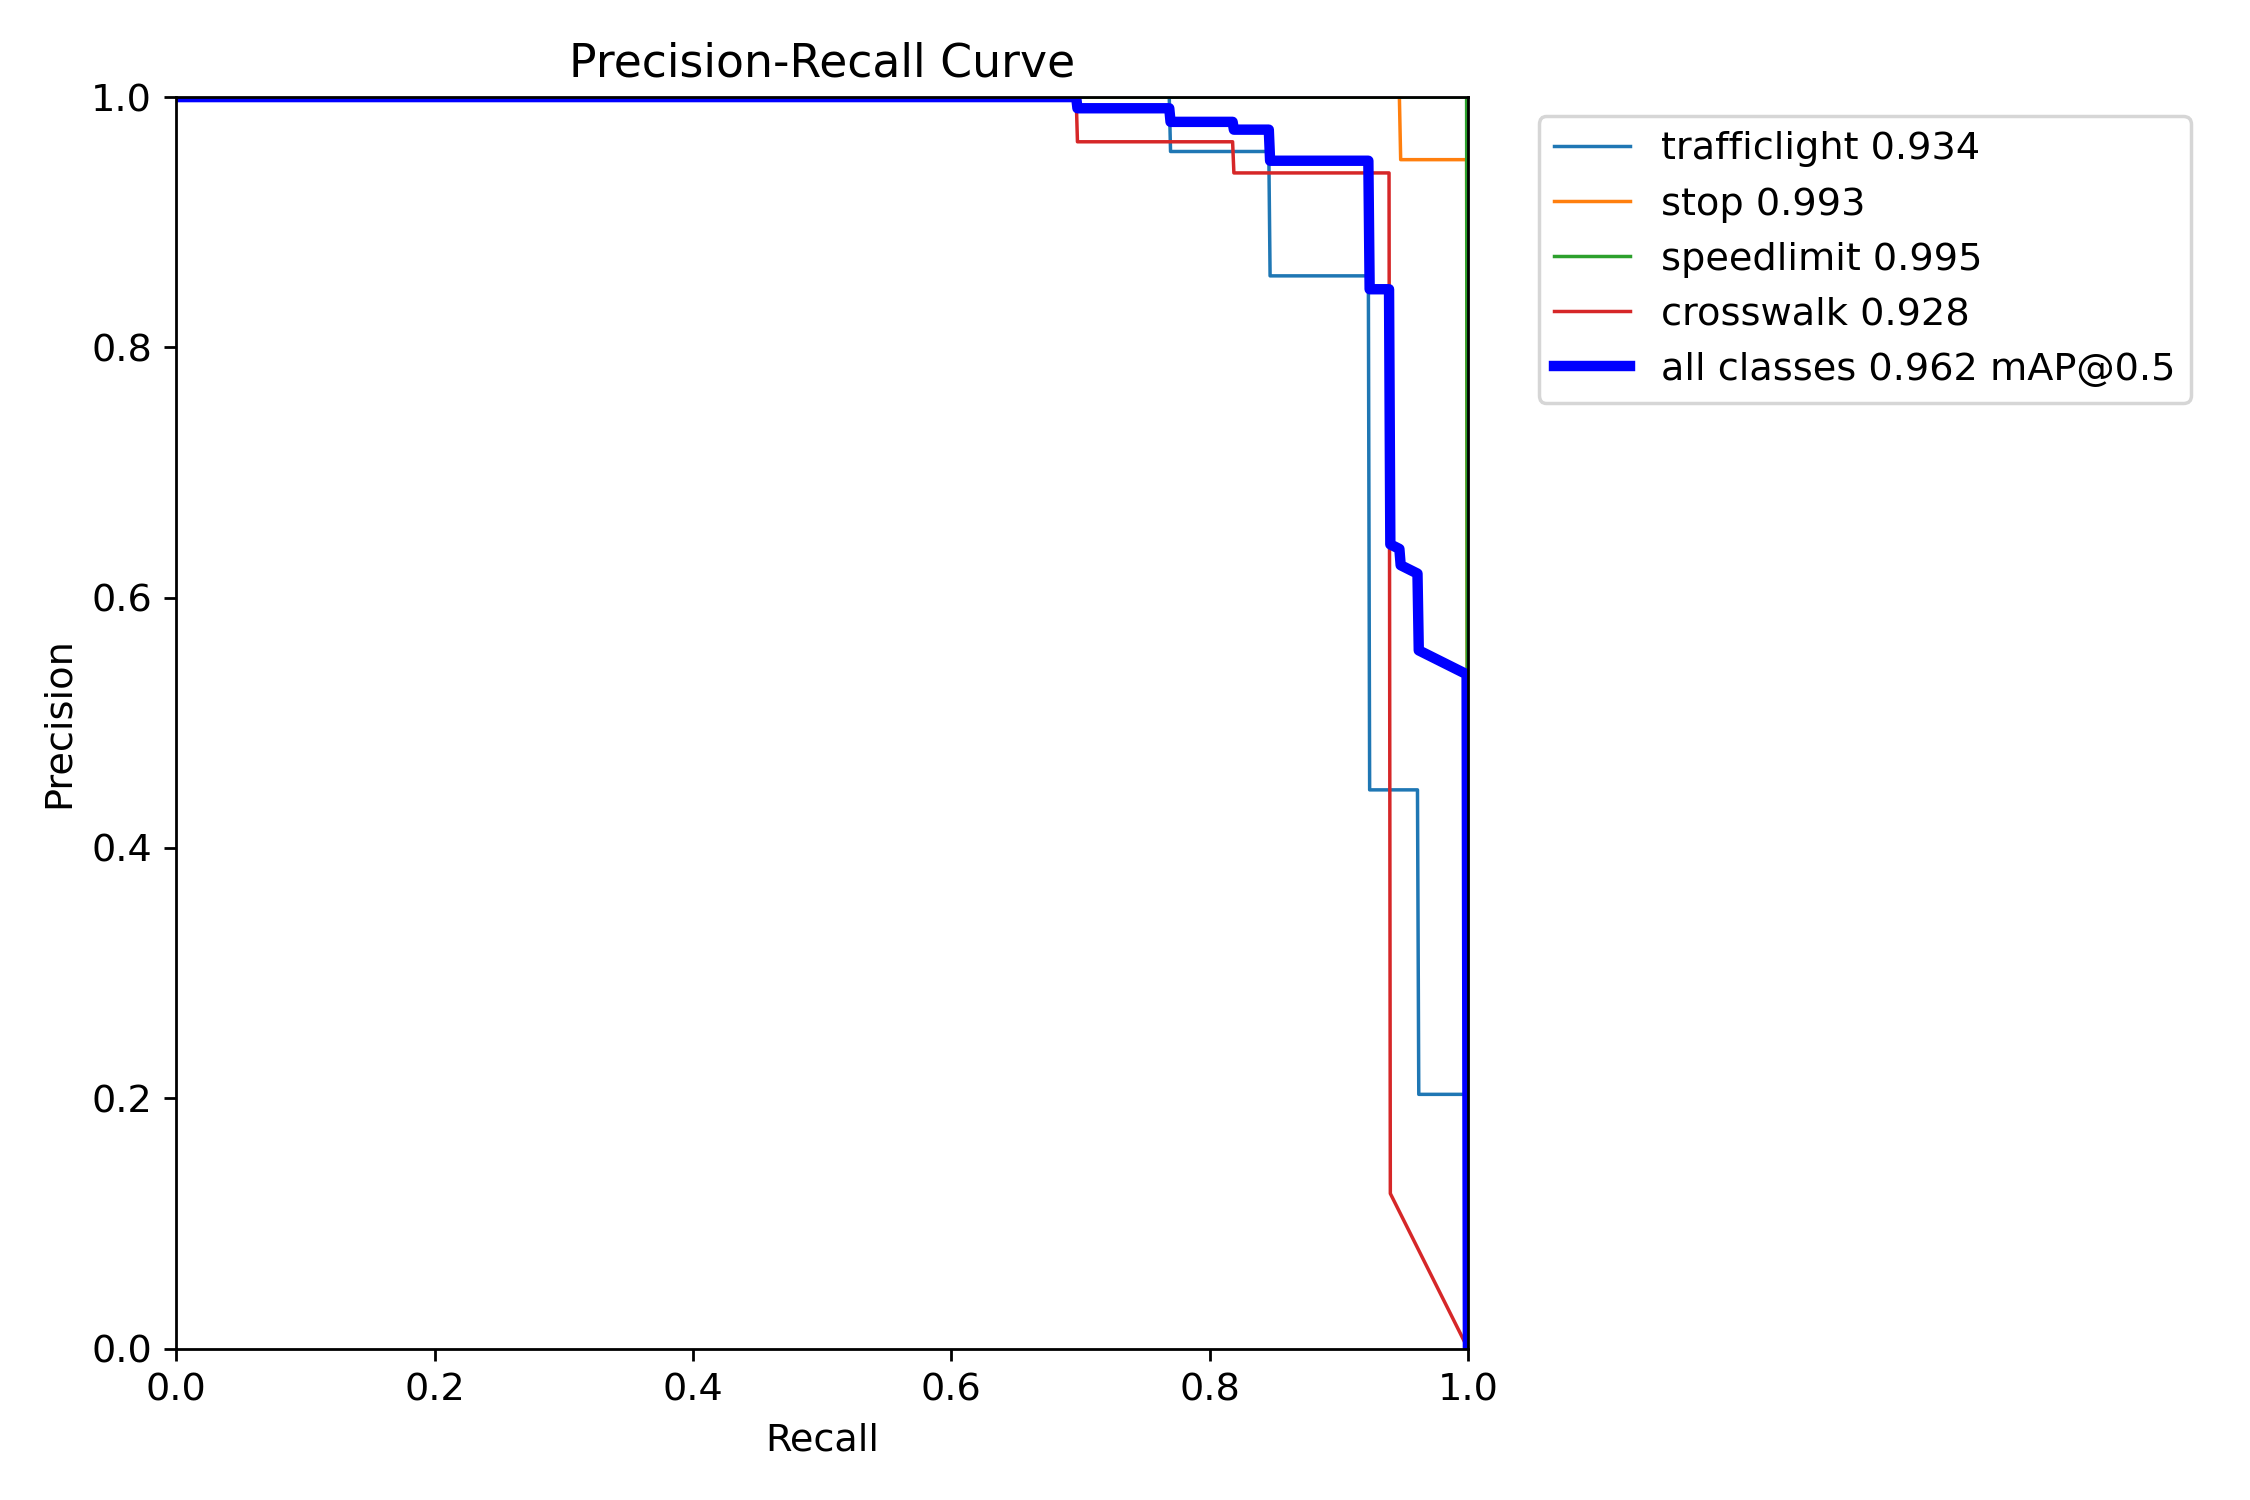 Precision-Recall Curve
1.0
0.8
0.6
0.4
0.2
0.0
Precision
0.0 0.2 0.4 0.6 0.8 1.0
Recall
trafficlight 0.934
stop 0.993
speedlimit 0.995
crosswalk 0.928
all classes 0.962 mAP@0.5